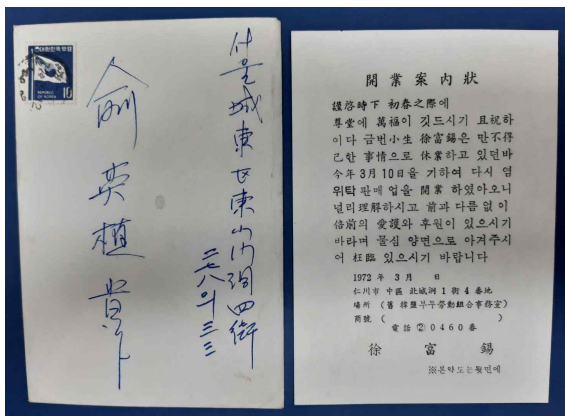 대한민국우표
REPUBLIC OF KOREA
10
서울城東区東山洞四街
二七八의三三
俞英植 貴下
開業案內狀
謹啓時下 初春之際에
尊堂에 萬福이 깃드시기 且祝하
이다 금번小生 徐富錫은 만不得
已한 事情으로 休業하고 있던바
今年3月10日을 기하여 다시 염
위탁판매업을 開業 하였아오니
널리理解하시고 前과 다름 없이
倍前의 愛護와 후원이 있으시기
바라며 물심 양면으로 아껴주시
어 枉臨 있으시기 바랍니다
1972 年 3 月 日
仁川市 中區 北城洞 1 街 4 番地
場所 (舊 韓鹽부두勞動組合事務室)
商號 ( )
電話 ② 0460 番
徐 富 錫
※본약도는뒷면에